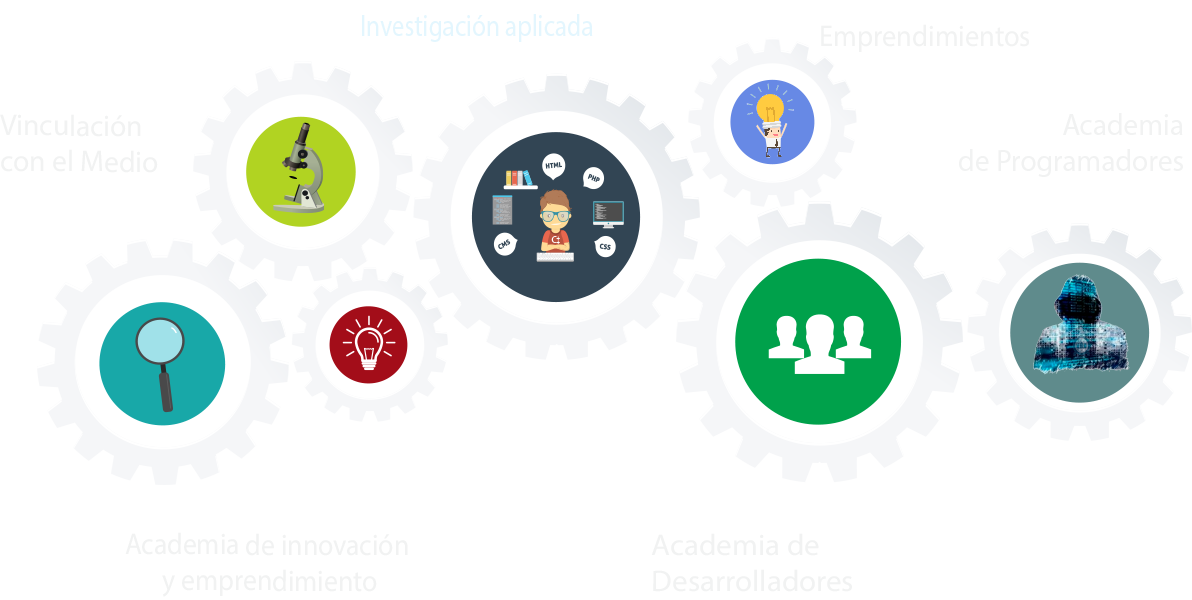 Investigación aplicada
Emprendimientos
Vinculación
con el Medio
Academia
de Programadores
HTML
PHP
CMS
CSS
Academia de innovación
y emprendimiento
Academia de
Desarrolladores